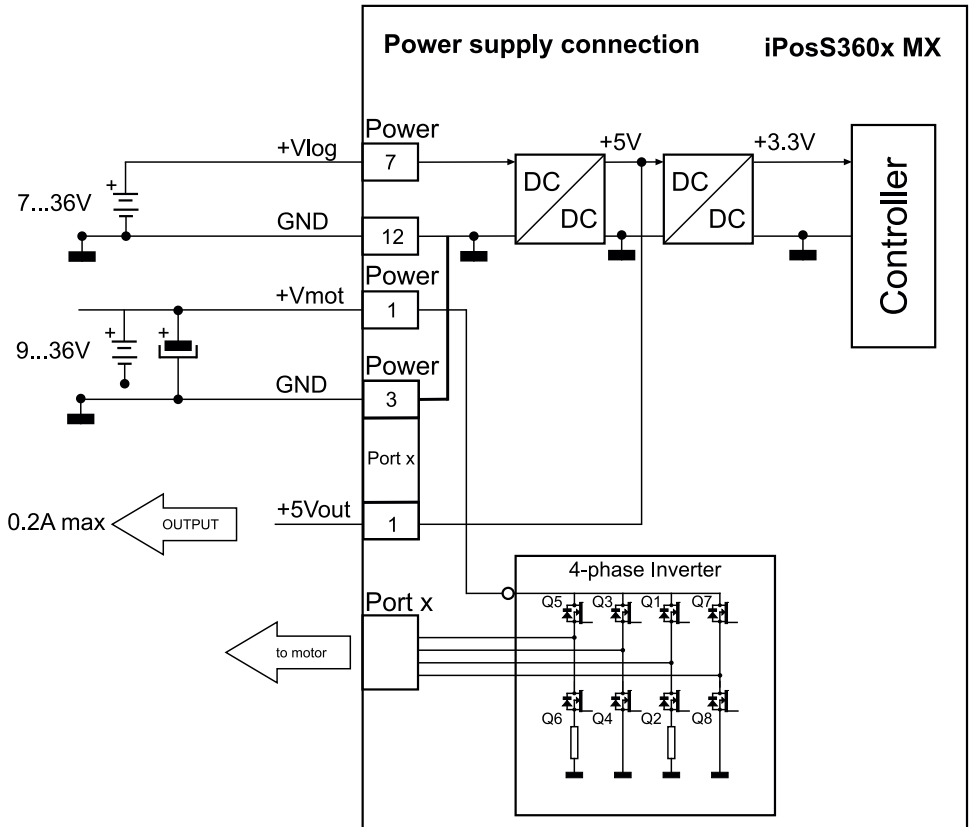 Power supply connection
iPosS360x MX
Power
+Vlog
7
+5V
+3.3V
DC
DC
DC
DC
Controller
7...36V
+
GND
12
Power
+Vmot
1
9...36V
+
+
Power
GND
3
Port x
+5Vout
1
0.2A max
OUTPUT
4-phase Inverter
Q5
Q3
Q1
Q7
Port x
to motor
Q6
Q4
Q2
Q8